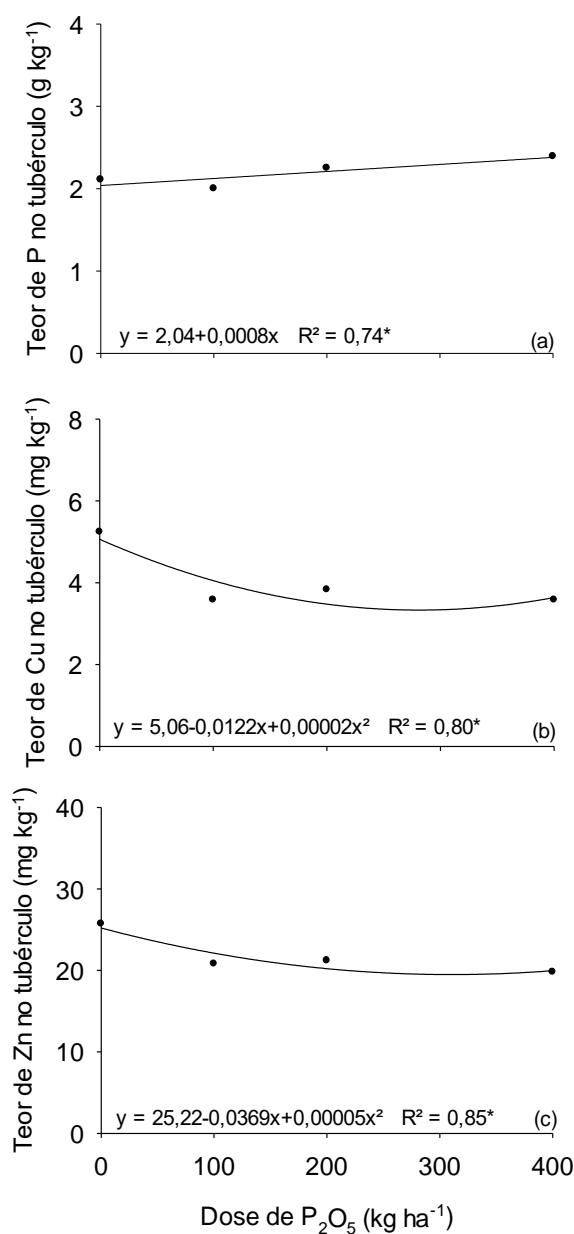 4
3
2
1
0
Teor de P no tubérculo (g kg⁻¹)
y = 2,04+0,0008x R² = 0,74*
(a)
8
6
4
2
0
Teor de Cu no tubérculo (mg kg⁻¹)
y = 5,06-0,0122x+0,00002x² R² = 0,80*
(b)
40
30
20
10
0
Teor de Zn no tubérculo (mg kg⁻¹)
y = 25,22-0,0369x+0,00005x² R² = 0,85*
(c)
0 100 200 300 400
Dose de P₂O₅ (kg ha⁻¹)